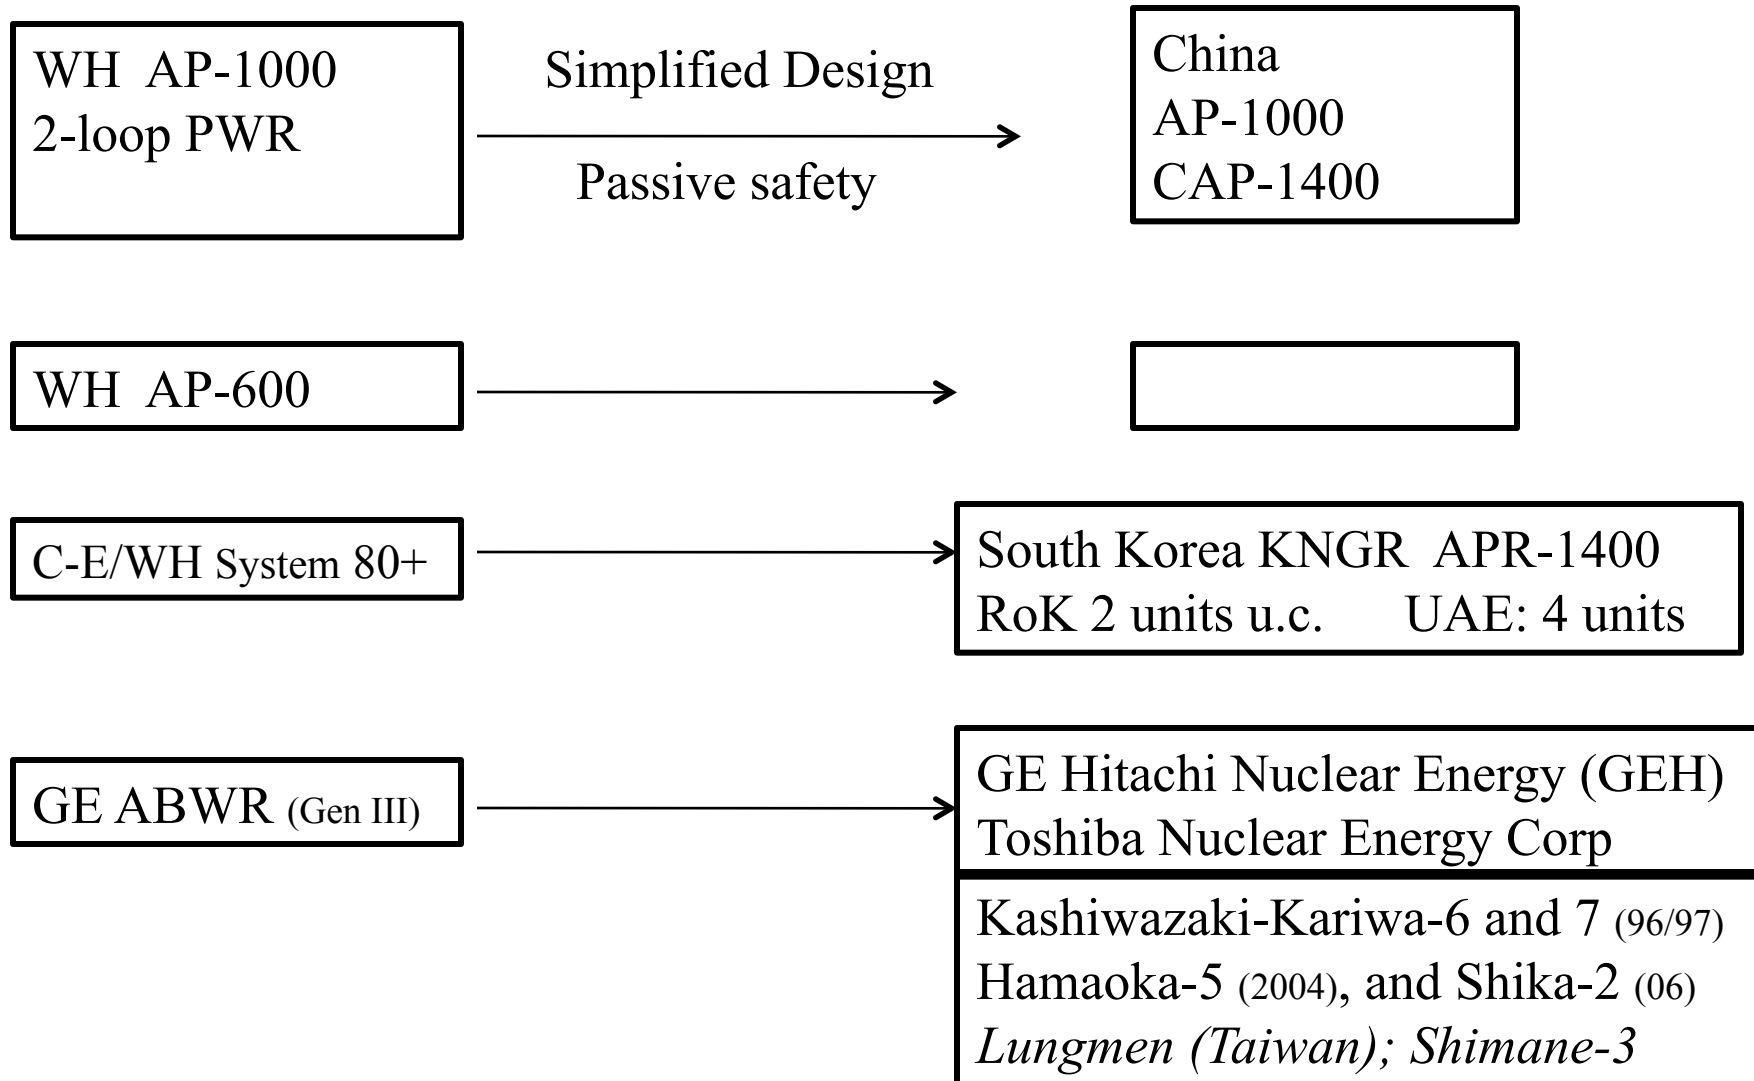 WH AP-1000
2-loop PWR
Simplified Design
Passive safety
China
AP-1000
CAP-1400
WH AP-600
C-E/WH System 80+
South Korea KNGR APR-1400
RoK 2 units u.c. UAE: 4 units
GE ABWR (Gen III)
GE Hitachi Nuclear Energy (GEH)
Toshiba Nuclear Energy Corp
Kashiwazaki-Kariwa-6 and 7 (96/97)
Hamaoka-5 (2004), and Shika-2 (06)
Lungmen (Taiwan); Shimane-3